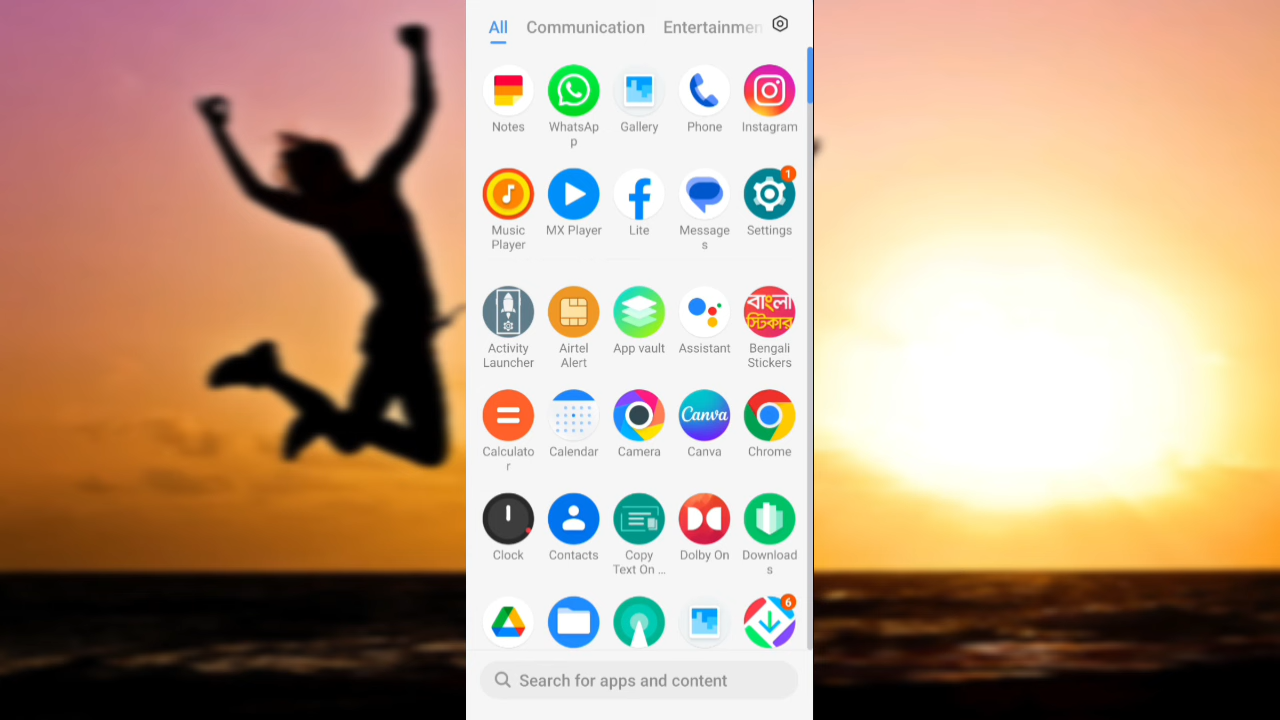 All Communication Entertainmen
Notes WhatsAp Gallery Phone Instagram
p
1
Music MX Player Lite Message Settings
Player s
বাংলা
স্টিকার
Activity Airtel App vault Assistant Bengali
Launcher Alert Stickers
Canva
Calculato Calendar Camera Canva Chrome
r
Clock Contacts Copy Dolby On Download
Text On ... s
6
Search for apps and content